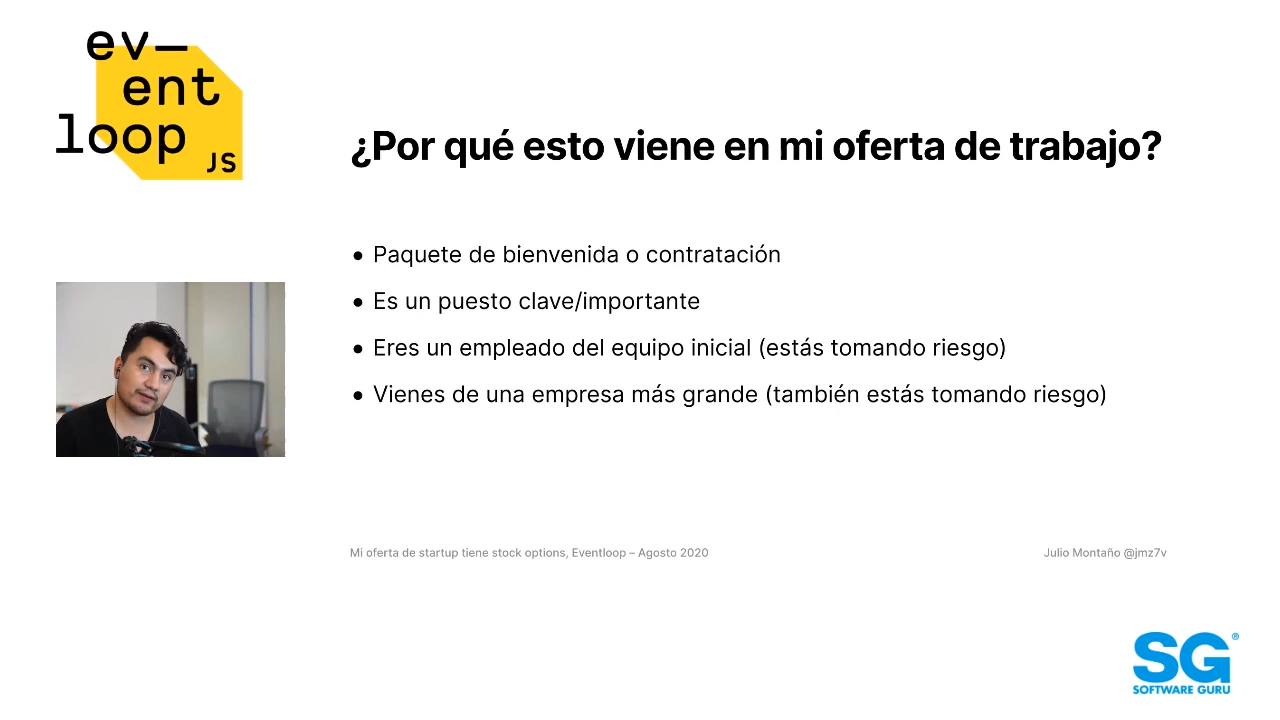 ev—
ent
loop
JS
¿Por qué esto viene en mi oferta de trabajo?
• Paquete de bienvenida o contratación
• Es un puesto clave/importante
• Eres un empleado del equipo inicial (estás tomando riesgo)
• Vienes de una empresa más grande (también estás tomando riesgo)
Mi oferta de startup tiene stock options, Eventloop – Agosto 2020
Julio Montaño @jmz7v
SG®
SOFTWARE GURU